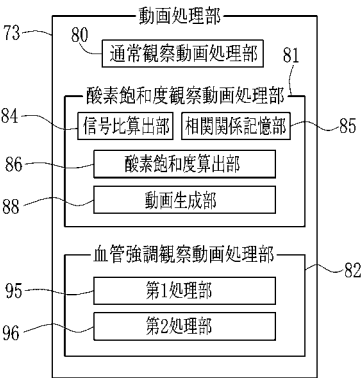 動画処理部
73
80
通常観察動画処理部
81
酸素飽和度観察動画処理部
84
信号比算出部 相関関係記憶部
85
86
酸素飽和度算出部
88
動画生成部
血管強調観察動画処理部
82
95
第1処理部
96
第2処理部